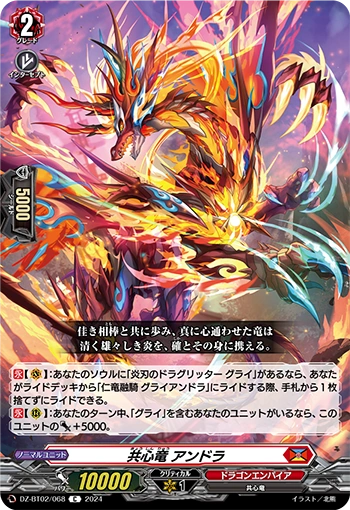 2
グレード
インターセプト
5000
シールド
佳き相棒と共に歩み、真に心通わせた竜は
清く雄々しき炎を、確とその身に携える。
【永】【R】：あなたのソウルに「炎刃のドラグリッター グライ」があるなら、あなた
がライドデッキから「仁竜融騎 グライアンドラ」にライドする際、手札から１枚
捨てずにライドできる。
【永】【R】：あなたのターン中、「グライ」を含むあなたのユニットがいるなら、この
ユニットの+5000。
ノーマルユニット
共心竜 アンドラ
パワー
10000
クリティカル
1
ドラゴンエンパイア
共心竜
DZ-BT02/068 C 2024
イラスト／北熊